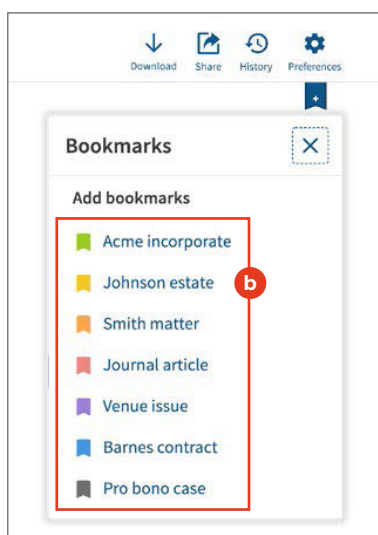 Download Share History Preferences
+
Bookmarks
Add bookmarks
Acme incorporate
Johnson estate
b
Smith matter
Journal article
Venue issue
Barnes contract
Pro bono case